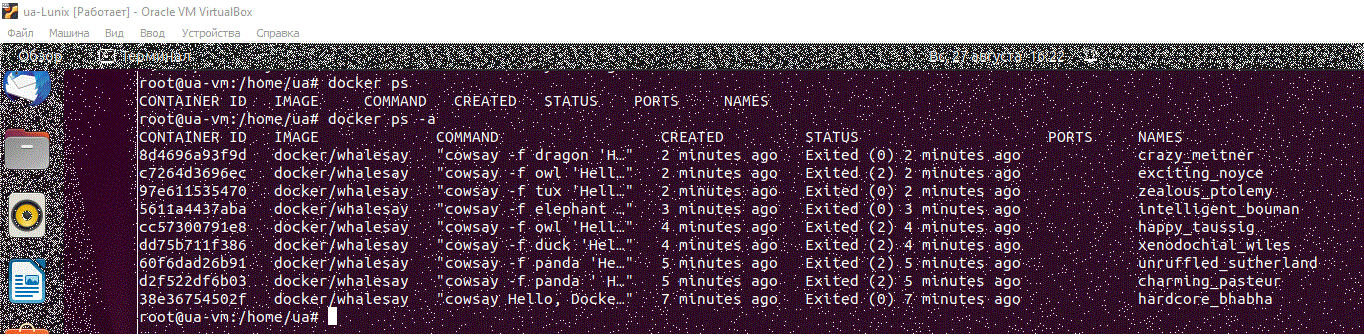 ua-Lunix [Работает] - Oracle VM VirtualBox
Файл Машина Вид Ввод Устройства Справка
Обзор Терминал Вс, 27 августа 16:22
root@ua-vm:/home/ua# docker ps
CONTAINER ID IMAGE COMMAND CREATED STATUS PORTS NAMES
root@ua-vm:/home/ua# docker ps -a
CONTAINER ID IMAGE COMMAND CREATED STATUS PORTS NAMES
8d4696a93f9d docker/whalesay "cowsay -f dragon 'H…" 2 minutes ago Exited (0) 2 minutes ago crazy_meitner
c7264d3696ec docker/whalesay "cowsay -f owl 'Hell…" 2 minutes ago Exited (2) 2 minutes ago exciting_noyce
97e611535470 docker/whalesay "cowsay -f tux 'Hell…" 2 minutes ago Exited (0) 2 minutes ago zealous_ptolemy
5611a4437aba docker/whalesay "cowsay -f elephant …" 3 minutes ago Exited (0) 3 minutes ago intelligent_bouman
cc57300791e8 docker/whalesay "cowsay -f owl 'Hell…" 4 minutes ago Exited (2) 4 minutes ago happy_taussig
dd75b711f386 docker/whalesay "cowsay -f duck 'Hel…" 4 minutes ago Exited (2) 4 minutes ago xenodochial_wiles
60f6dad26b91 docker/whalesay "cowsay -f panda 'He…" 5 minutes ago Exited (2) 5 minutes ago unruffled_sutherland
d2f522df6b03 docker/whalesay "cowsay -f panda ' H…" 5 minutes ago Exited (2) 5 minutes ago charming_pasteur
38e36754502f docker/whalesay "cowsay Hello, Docke…" 7 minutes ago Exited (0) 7 minutes ago hardcore_bhabha
root@ua-vm:/home/ua#